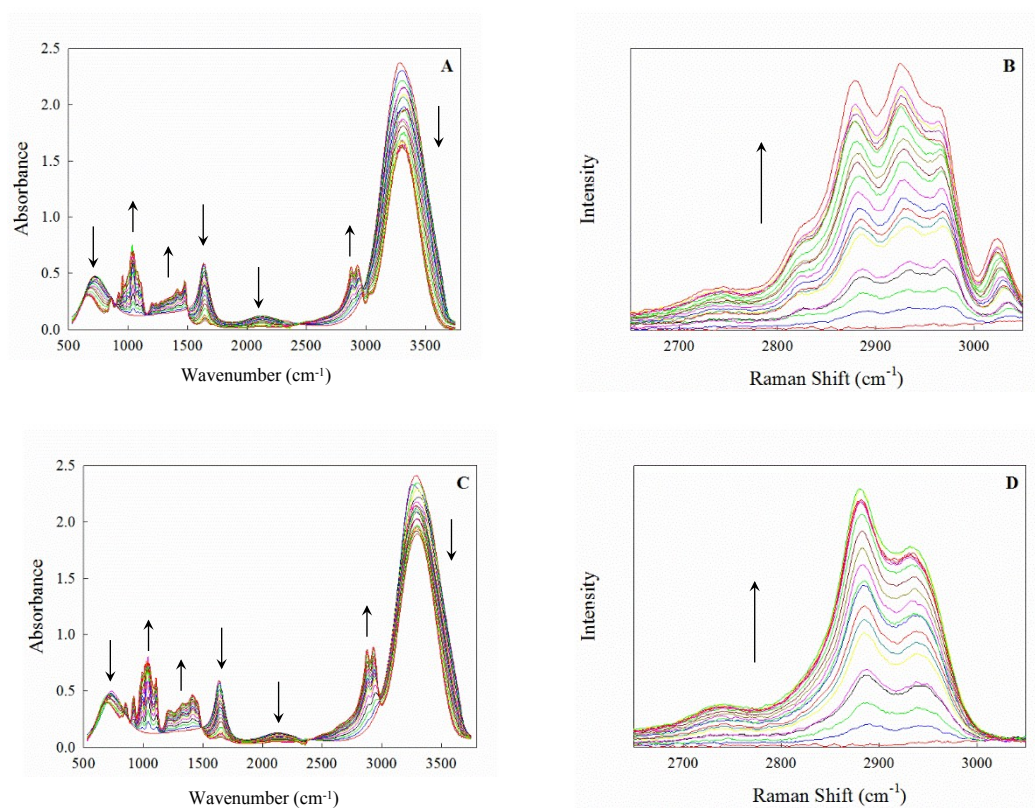 A
Absorbance
2.5
2.0
1.5
1.0
0.5
0.0
500 1000 1500 2000 2500 3000 3500
Wavenumber (cm-1)
B
Intensity
2700 2800 2900 3000
Raman Shift (cm-1)
C
Absorbance
2.5
2.0
1.5
1.0
0.5
0.0
500 1000 1500 2000 2500 3000 3500
Wavenumber (cm-1)
D
Intensity
2700 2800 2900 3000
Raman Shift (cm-1)